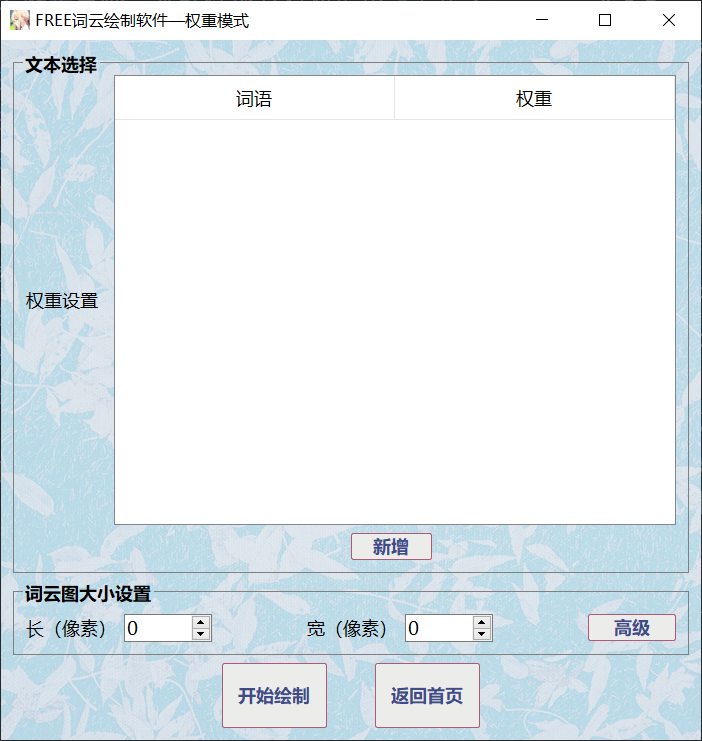 FREE词云绘制软件—权重模式
文本选择
词语 权重
权重设置
新增
词云图大小设置
长（像素） 0 宽（像素） 0 高级
开始绘制 返回首页